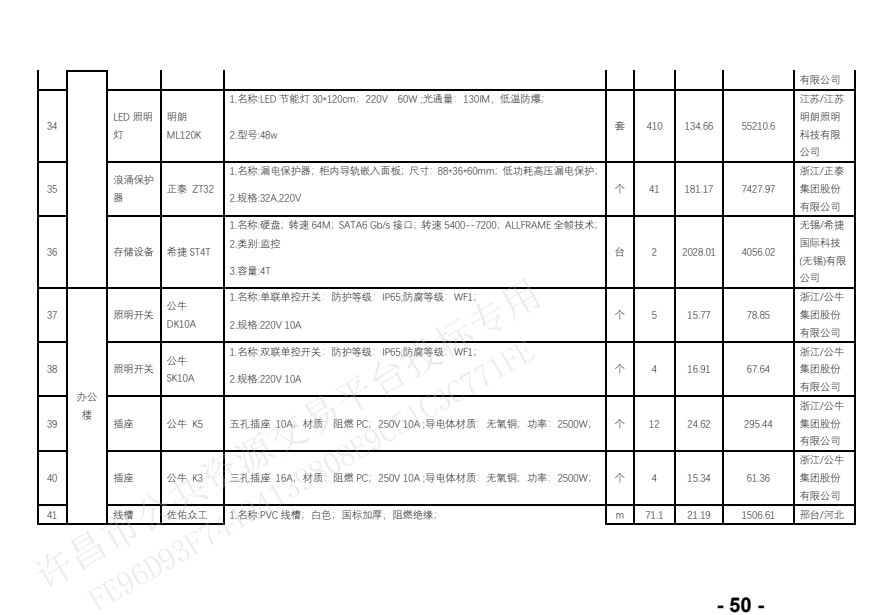 有限公司
34 LED 照明灯 明朗 ML120K 1.名称:LED 节能灯 30*120cm；220V 60W ;光通量：130lM，低温防爆； 2.型号:48w 套 410 134.66 55210.6 江苏/江苏明朗照明科技有限公司
35 浪涌保护器 正泰 ZT32 1.名称:漏电保护器；柜内导轨嵌入面板；尺寸：88*36*60mm；低功耗高压漏电保护； 2.规格:32A,220V 个 41 181.17 7427.97 浙江/正泰集团股份有限公司
36 存储设备 希捷 ST4T 1.名称:硬盘；转速 64M；SATA6 Gb/s 接口；转速 5400--7200；ALLFRAME 全帧技术； 2.类别:监控 3.容量:4T 台 2 2028.01 4056.02 无锡/希捷国际科技(无锡)有限公司
办公楼
37 照明开关 公牛 DK10A 1.名称:单联单控开关：防护等级：IP65;防腐等级：WF1； 2.规格:220V 10A 个 5 15.77 78.85 浙江/公牛集团股份有限公司
38 照明开关 公牛 SK10A 1.名称:双联单控开关：防护等级：IP65;防腐等级：WF1； 2.规格:220V 10A 个 4 16.91 67.64 浙江/公牛集团股份有限公司
39 插座 公牛 K5 五孔插座 10A；材质：阻燃 PC；250V 10A ;导电体材质：无氧铜；功率：2500W； 个 12 24.62 295.44 浙江/公牛集团股份有限公司
40 插座 公牛 K3 三孔插座 16A；材质：阻燃 PC；250V 10A ;导电体材质：无氧铜；功率：2500W； 个 4 15.34 61.36 浙江/公牛集团股份有限公司
41 线槽 佐佑众工 1.名称:PVC 线槽；白色；国标加厚，阻燃绝缘； m 71.1 21.19 1506.61 邢台/河北
许昌市公共资源交易平台投标专用
- 50 -